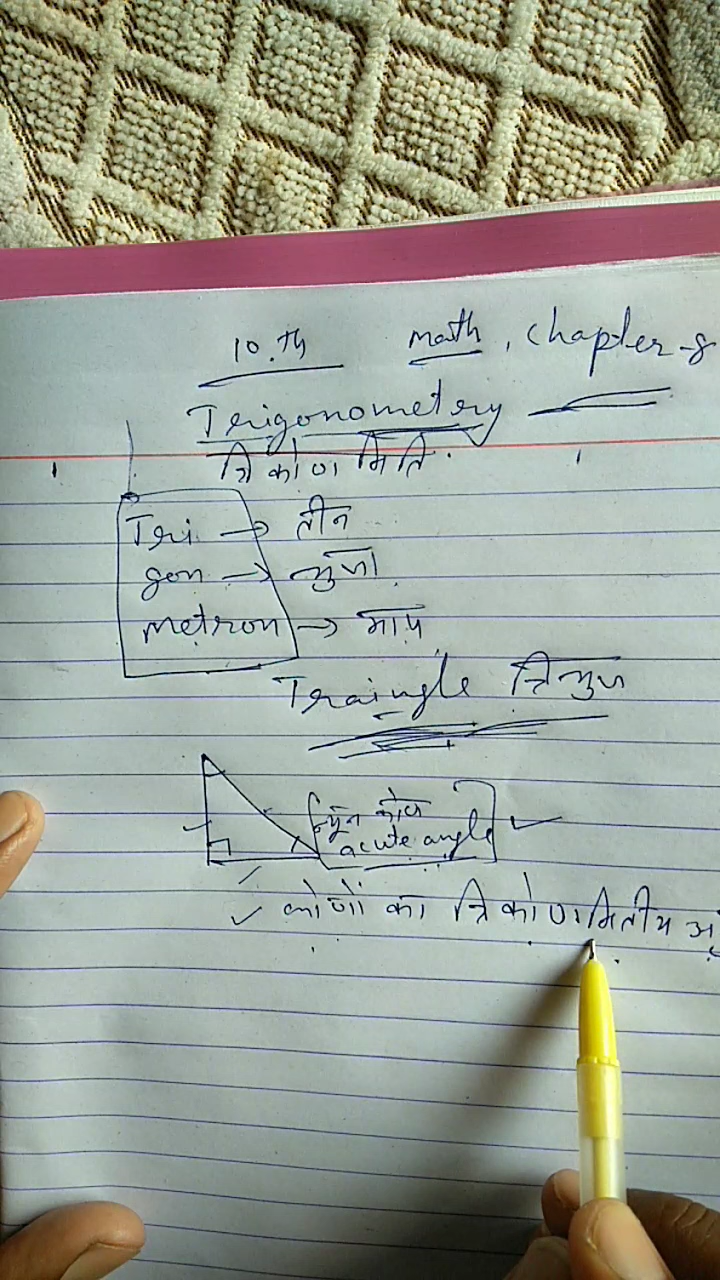 10.th math, chapter-8
Trigonometry
त्रिकोणमिति.
Tri → तीन
gon → भुजा
metron → माप
Traingle त्रिभुज
न्यून कोण
acute angle
कोणों का त्रिकोणमितीय